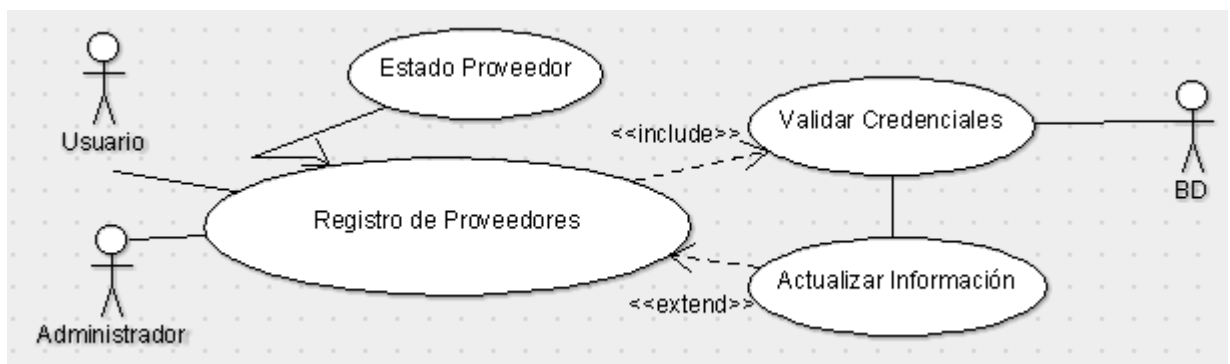 Estado Proveedor
Usuario
<<include>>
Validar Credenciales
BD
Registro de Proveedores
Administrador
Actualizar Información
<<extend>>